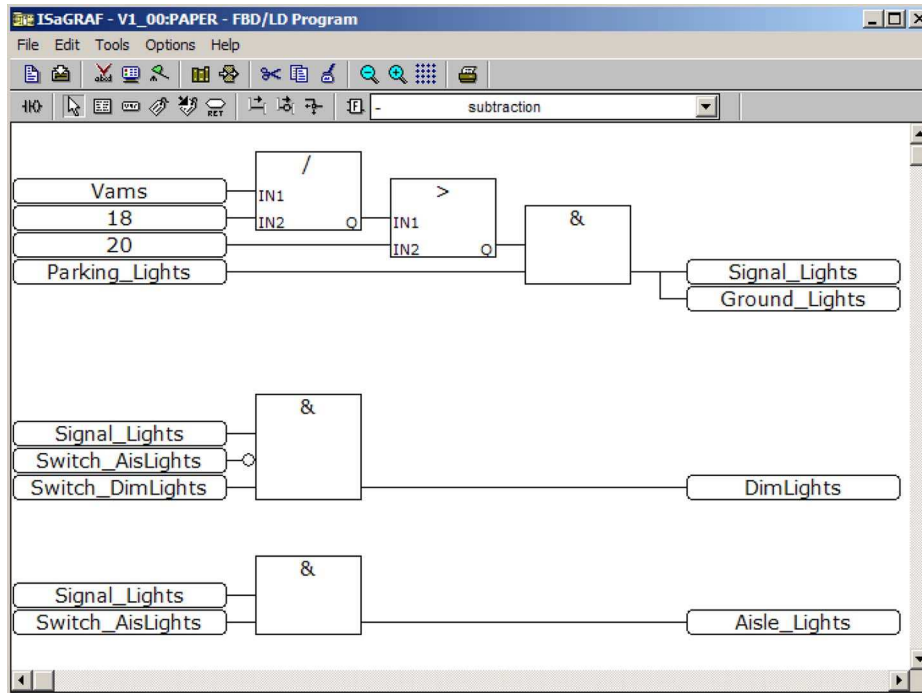 ISaGRAF - V1_00:PAPER - FBD/LD Program
File Edit Tools Options Help
- subtraction
/
Vams
IN1
>
18
IN2 Q
IN1
&
20
IN2 Q
Parking_Lights
Signal_Lights
Ground_Lights
&
Signal_Lights
Switch_AisLights
Switch_DimLights
DimLights
&
Signal_Lights
Switch_AisLights
Aisle_Lights